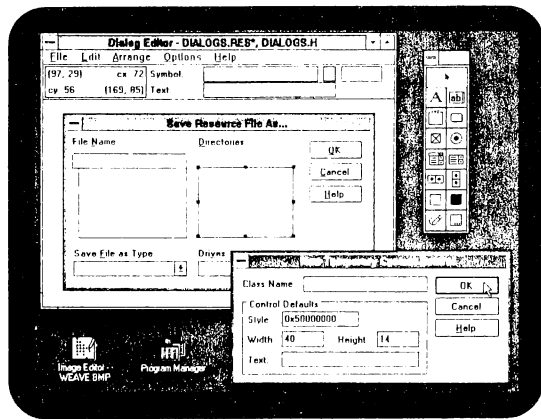 Dialog Editor - DIALOGS.RES*, DIALOGS.H
File Edit Arrange Options Help
(97, 29) cx 72 Symbol:
cy 56 (169, 85) Text:
Save Resource File As...
File Name Directories
OK
Cancel
Help
Save File as Type Drives
A ab
Class Name
OK
Control Defaults
Cancel
Style 0x50000000
Help
Width 40 Height 14
Text:
Image Editor - WEAVE.BMP
Program Manager